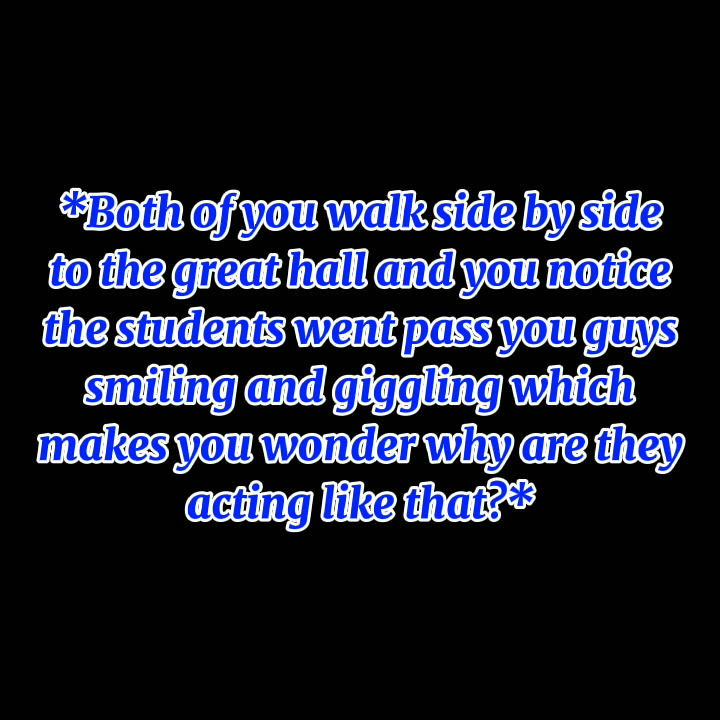 *Both of you walk side by side
to the great hall and you notice
the students went pass you guys
smiling and giggling which
makes you wonder why are they
acting like that?*